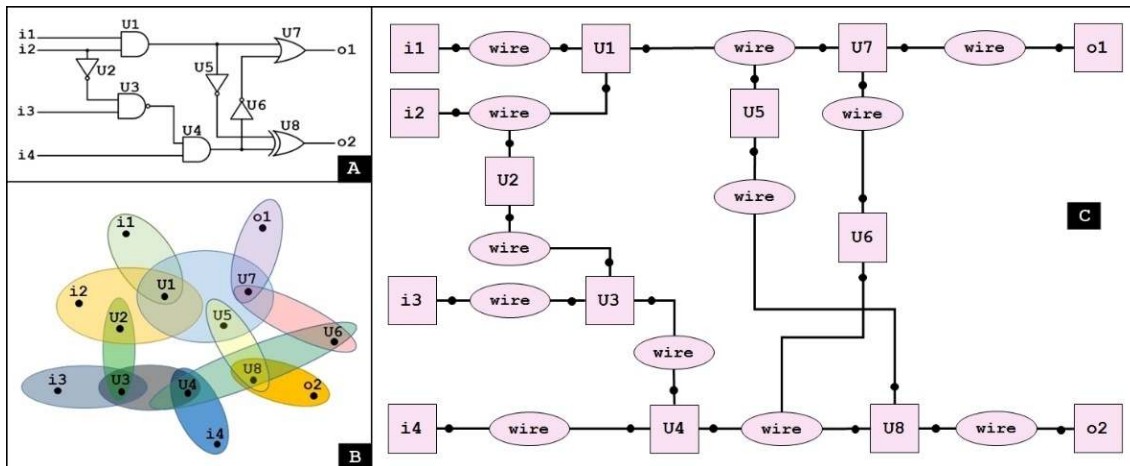 i1
i2
U1
U7
o1
U2
U5
U3
U6
i3
U4
U8
i4
o2
A
i1
o1
i2
U1
U7
U2
U5
U6
i3
U3
U4
U8
o2
i4
B
i1 wire U1 wire U7 wire o1
i2 wire U5 wire
U2 wire C
wire U6
i3 wire U3
wire
i4 wire U4 wire U8 wire o2